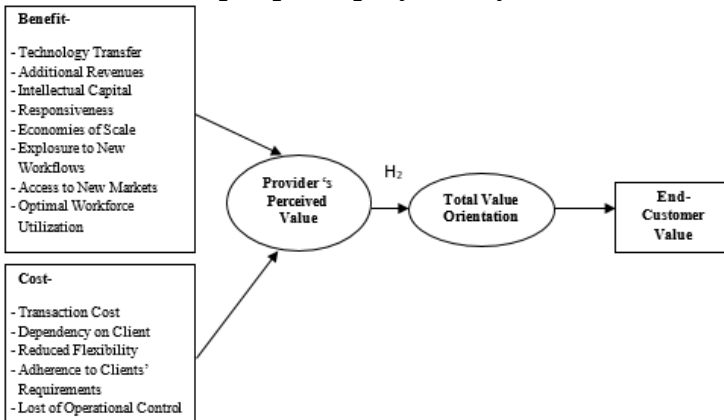 Benefit-
- Technology Transfer
- Additional Revenues
- Intellectual Capital
- Responsiveness
- Economies of Scale
- Explosure to New
Workflows
- Access to New Markets
- Optimal Workforce
Utilization
Cost-
- Transaction Cost
- Dependency on Client
- Reduced Flexibility
- Adherence to Clients’
Requirements
- Lost of Operational Control
Provider ‘s
Perceived
Value
H₂
Total Value
Orientation
End-
Customer
Value